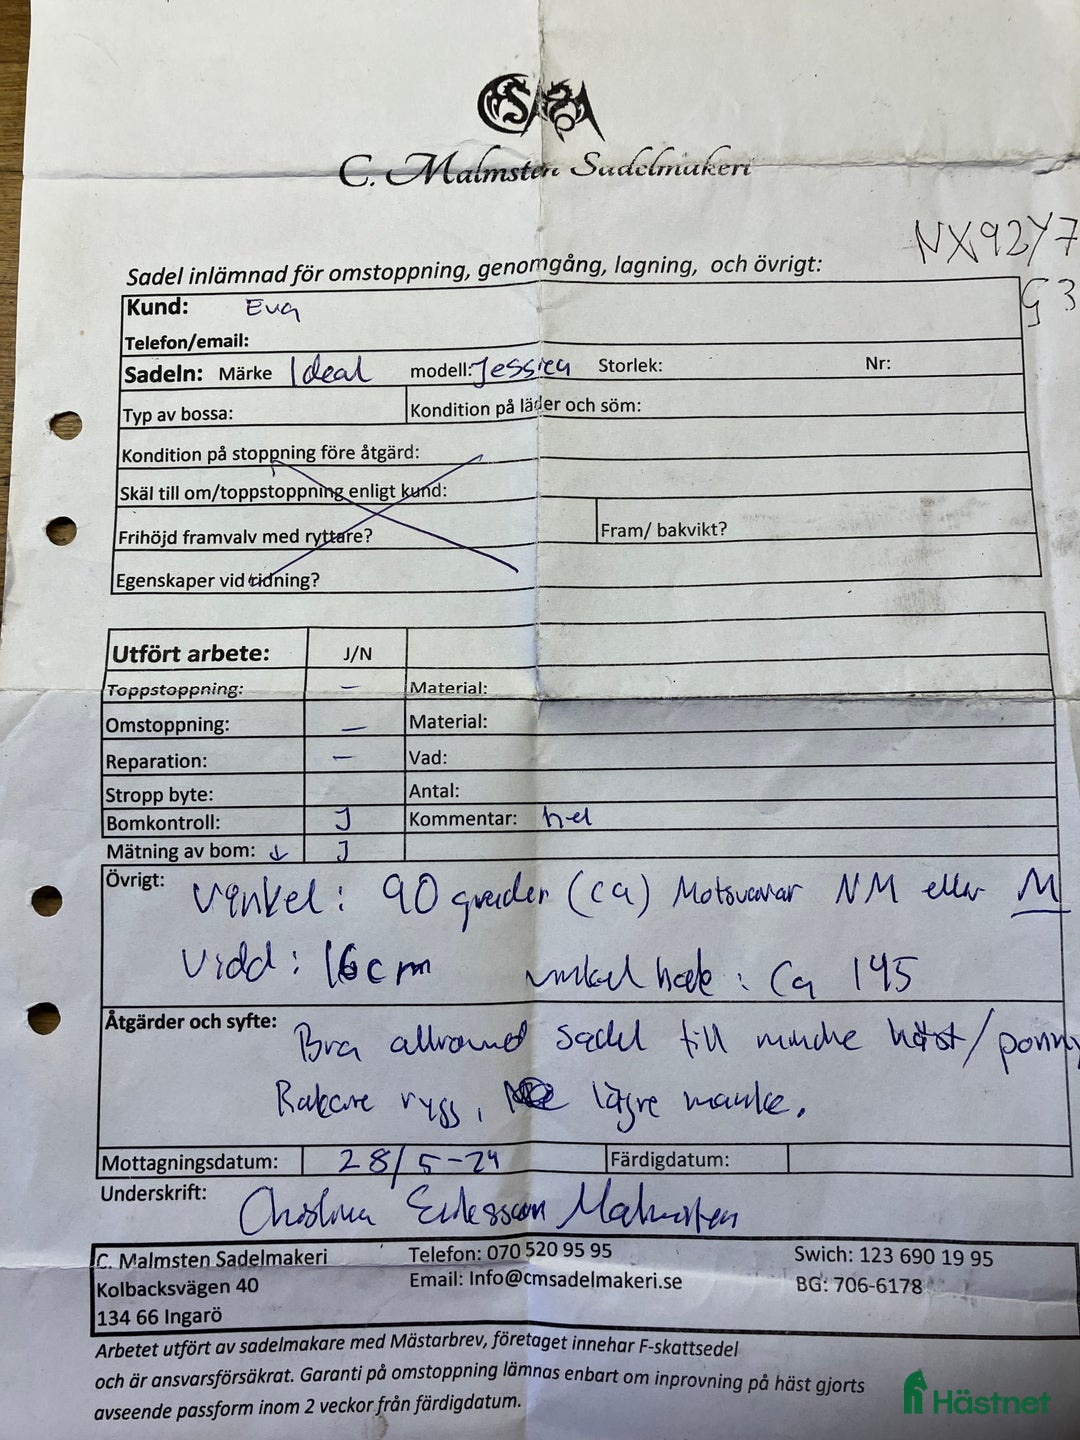 C. Malmsten Sadelmakeri
NX92Y7
G3
Sadel inlämnad för omstoppning, genomgång, lagning, och övrigt:
Kund: Eva
Telefon/email:
Sadeln: Märke Ideal modell: Jessica Storlek: Nr:
Typ av bossa: Kondition på läder och söm:
Kondition på stoppning före åtgärd:
Skäl till om/toppstoppning enligt kund:
Frihöjd framvalv med ryttare? Fram/ bakvikt?
Egenskaper vid ridning?
Utfört arbete: J/N
Toppstoppning: – Material:
Omstoppning: – Material:
Reparation: – Vad:
Stropp byte: Antal:
Bomkontroll: J Kommentar: hel
Mätning av bom: ↓ J
Övrigt: Vinkel: 90 grader (ca) Motsvarar NM eller M
Vidd: 16cm vinkel : ca 145
Åtgärder och syfte: Bra allround sadel till mindre häst/ponny
Rakare rygg, lägre manke.
Mottagningsdatum: 28/5-24 Färdigdatum:
Underskrift: Christina Eriksson Malmsten
C. Malmsten Sadelmakeri Telefon: 070 520 95 95 Swich: 123 690 19 95
Kolbacksvägen 40 Email: Info@cmsadelmakeri.se BG: 706-6178
134 66 Ingarö
Arbetet utfört av sadelmakare med Mästarbrev, företaget innehar F-skattsedel
och är ansvarsförsäkrat. Garanti på omstoppning lämnas enbart om inprovning på häst gjorts
avseende passform inom 2 veckor från färdigdatum.
Hästnet